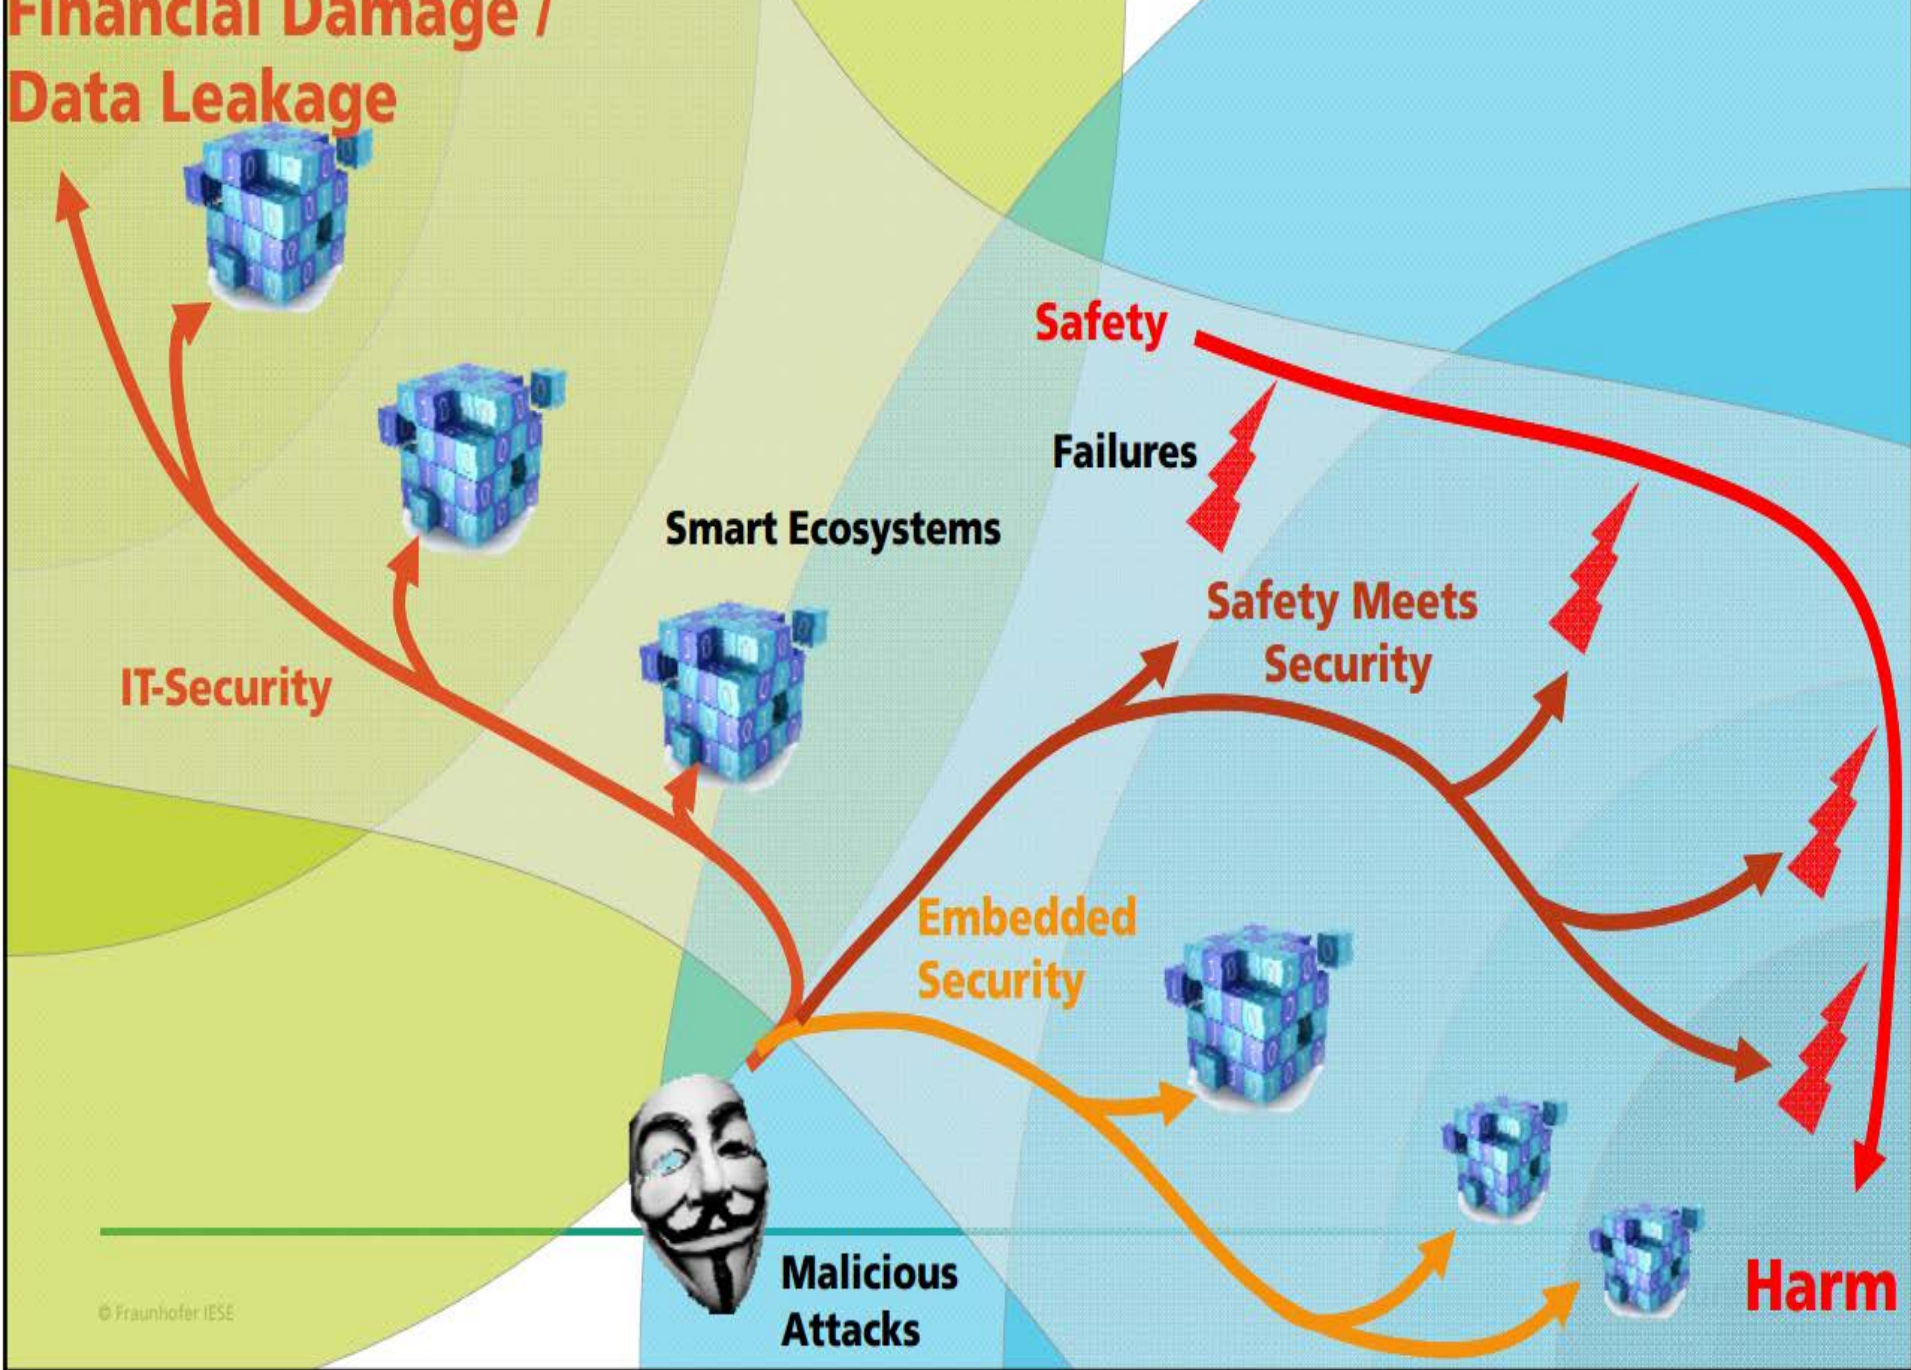 Financial Damage /
Data Leakage
Safety
Failures
Smart Ecosystems
Safety Meets
Security
IT-Security
Embedded
Security
Malicious
Attacks
Harm
© Fraunhofer IESE